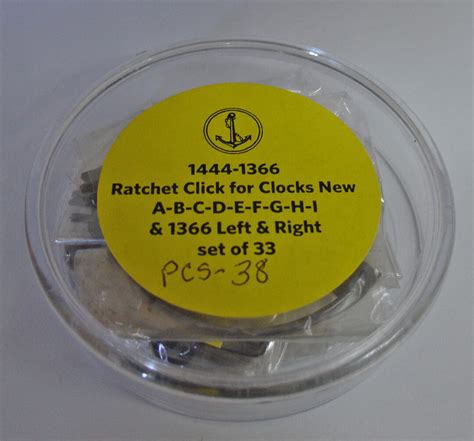 1444-1366
Ratchet Click for Clocks New
A-B-C-D-E-F-G-H-I
& 1366 Left & Right
set of 33
PCS-38